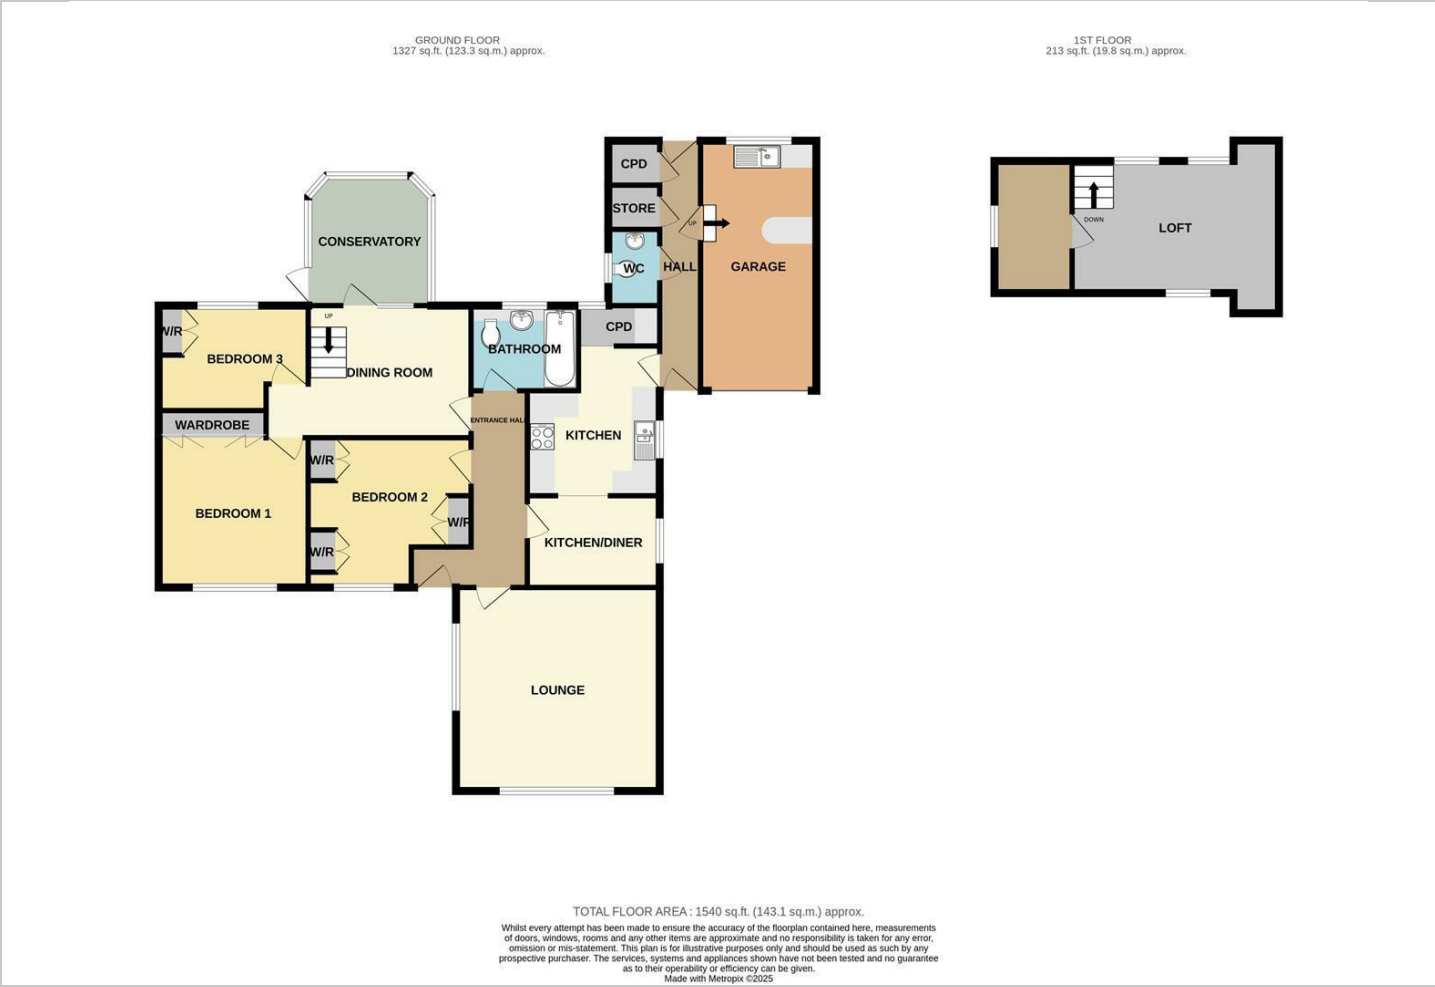 GROUND FLOOR
1327 sq.ft. (123.3 sq.m.) approx.
1ST FLOOR
213 sq.ft. (19.8 sq.m.) approx.
CPD
STORE
UP
WC
HALL
GARAGE
CONSERVATORY
UP
W/R
BEDROOM 3
DINING ROOM
BATHROOM
CPD
WARDROBE
ENTRANCE HALL
KITCHEN
W/R
BEDROOM 2
BEDROOM 1
W/R
W/R
KITCHEN/DINER
LOUNGE
DOWN
LOFT
TOTAL FLOOR AREA : 1540 sq.ft. (143.1 sq.m.) approx.
Whilst every attempt has been made to ensure the accuracy of the floorplan contained here, measurements
of doors, windows, rooms and any other items are approximate and no responsibility is taken for any error,
omission or mis-statement. This plan is for illustrative purposes only and should be used as such by any
prospective purchaser. The services, systems and appliances shown have not been tested and no guarantee
as to their operability or efficiency can be given.
Made with Metropix ©2025